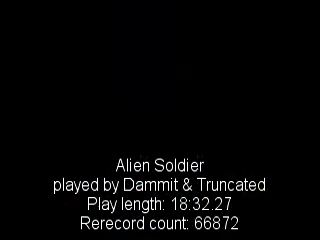 Alien Soldier
played by Dammit & Truncated
Play length: 18:32.27
Rerecord count: 66872